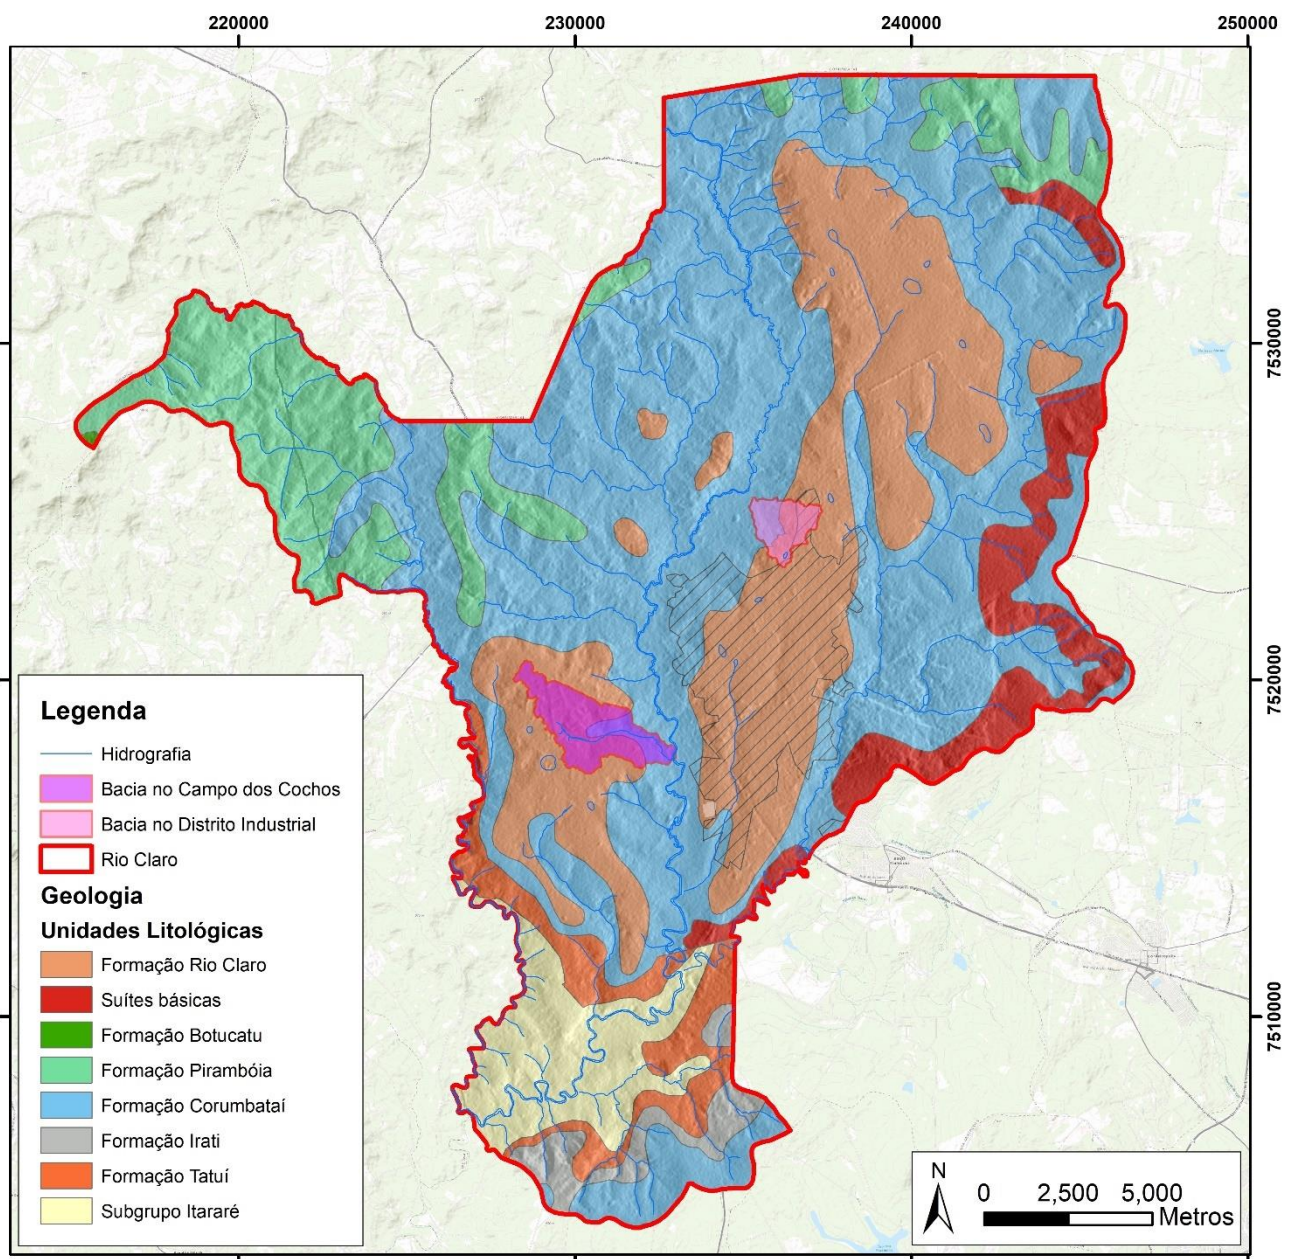 220000
230000
240000
250000
7530000
7520000
7510000
Legenda
Hidrografia
Bacia no Campo dos Cochos
Bacia no Distrito Industrial
Rio Claro
Geologia
Unidades Litológicas
Formação Rio Claro
Suítes básicas
Formação Botucatu
Formação Pirambóia
Formação Corumbataí
Formação Irati
Formação Tatuí
Subgrupo Itararé
N
0 2,500 5,000
Metros